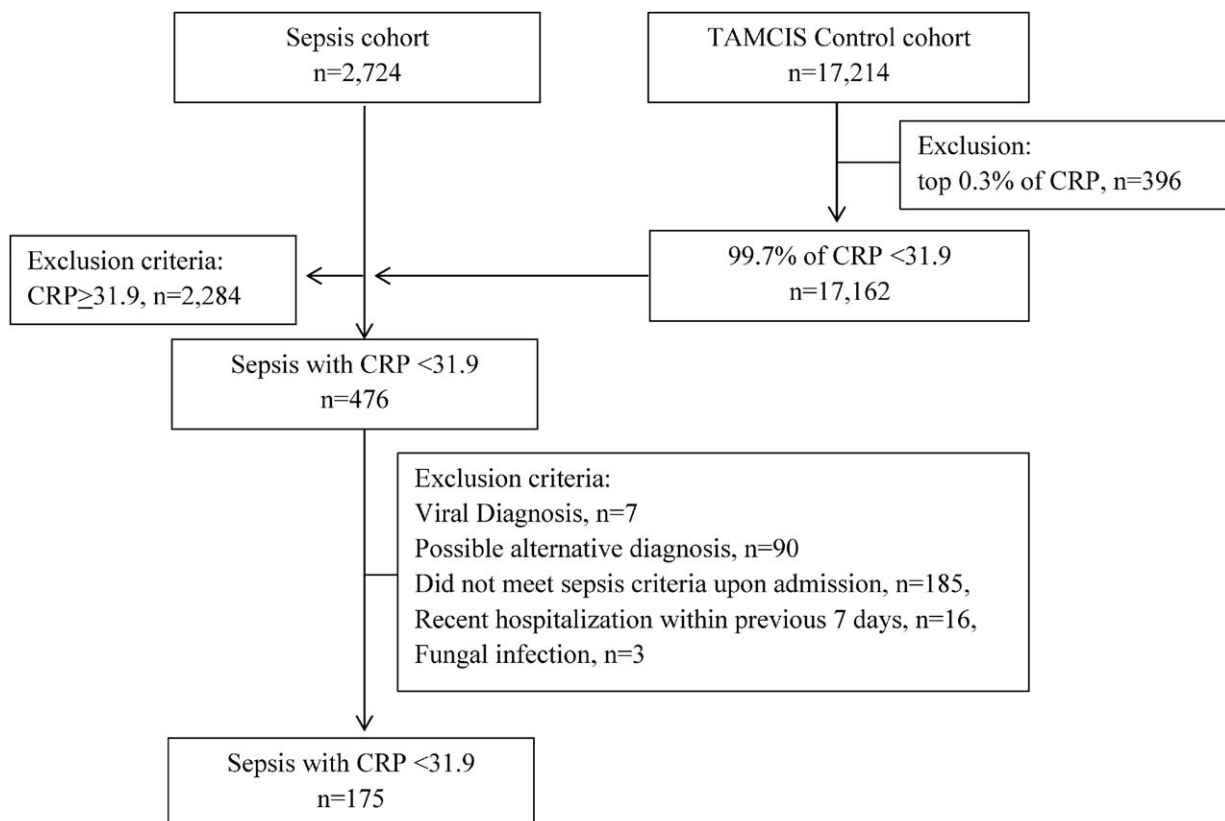 Sepsis cohort
n=2,724
TAMCIS Control cohort
n=17,214
Exclusion:
top 0.3% of CRP, n=396
99.7% of CRP <31.9
n=17,162
Exclusion criteria:
CRP≥31.9, n=2,284
Sepsis with CRP <31.9
n=476
Exclusion criteria:
Viral Diagnosis, n=7
Possible alternative diagnosis, n=90
Did not meet sepsis criteria upon admission, n=185,
Recent hospitalization within previous 7 days, n=16,
Fungal infection, n=3
Sepsis with CRP <31.9
n=175